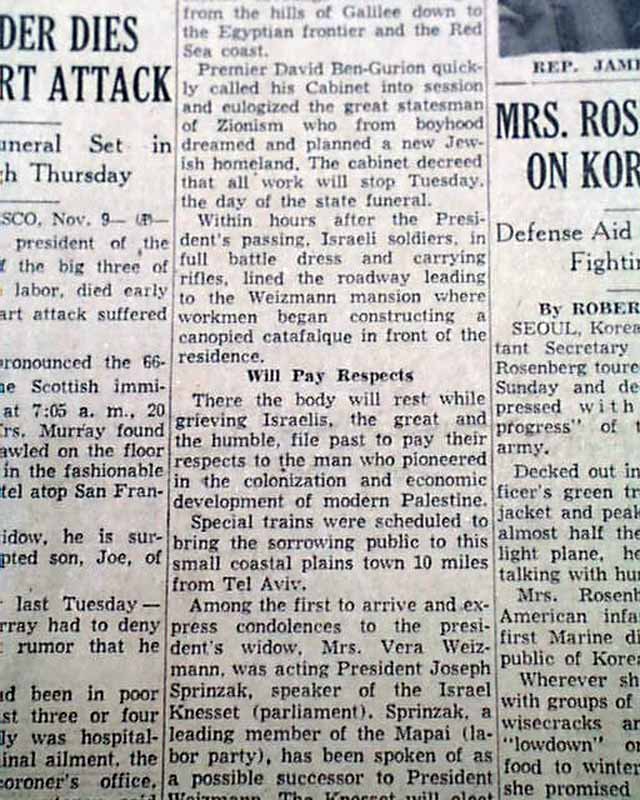 DER DIES
RT ATTACK
uneral Set in
gh Thursday
SCO, Nov. 9— (AP)—
president of the
f the big three of
labor, died early
art attack suffered
pronounced the 66-
ne Scottish immi-
at 7:05 a. m., 20
rs. Murray found
awled on the floor
in the fashionable
tel atop San Fran-
idow, he is sur-
pted son, Joe, of
last Tuesday—
rray had to deny
rumor that he
ad been in poor
st three or four
ly was hospital-
inal ailment, the
coroner's office,
from the hills of Galilee down to
the Egyptian frontier and the Red
Sea coast.
Premier David Ben-Gurion quick-
ly called his Cabinet into session
and eulogized the great statesman
of Zionism who from boyhood
dreamed and planned a new Jew-
ish homeland. The cabinet decreed
that all work will stop Tuesday,
the day of the state funeral.
Within hours after the Presi-
dent's passing, Israeli soldiers, in
full battle dress and carrying
rifles, lined the roadway leading
to the Weizmann mansion where
workmen began constructing a
canopied catafalque in front of the
residence.
Will Pay Respects
There the body will rest while
grieving Israelis, the great and
the humble, file past to pay their
respects to the man who pioneered
in the colonization and economic
development of modern Palestine.
Special trains were scheduled to
bring the sorrowing public to this
small coastal plains town 10 miles
from Tel Aviv.
Among the first to arrive and ex-
press condolences to the presi-
dent's widow, Mrs. Vera Weiz-
mann, was acting President Joseph
Sprinzak, speaker of the Israel
Knesset (parliament). Sprinzak, a
leading member of the Mapai (la-
bor party), has been spoken of as
a possible successor to President
Weizmann. The Knesset will elect
REP. JAME
MRS. ROS
ON KOR
Defense Aid
Fightin
By ROBER
SEOUL, Korea
tant Secretary
Rosenberg toure
Sunday and de
pressed with
progress" of t
army.
Decked out in
ficer's green tr
jacket and peak
almost half the
light plane, he
talking with hu
Mrs. Rosenb
American infa
first Marine di
public of Korea
Wherever sh
with groups of
wisecracks an
"lowdown" on
food to winter
she promised